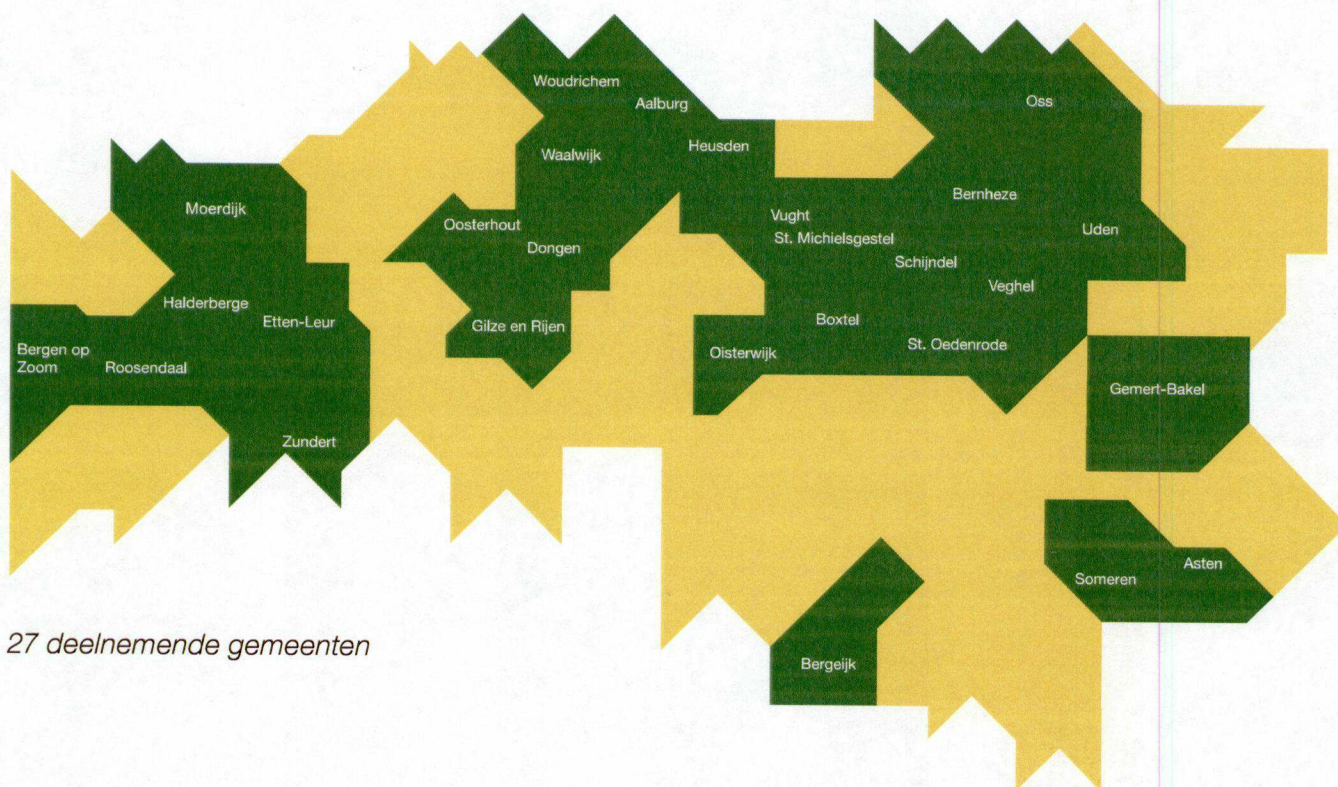 Woudrichem
Aalburg
Oss
Heusden
Waalwijk
Bernheze
Moerdijk
Vught
Oosterhout
Uden
St. Michielsgestel
Dongen
Schijndel
Veghel
Halderberge
Etten-Leur
Boxtel
Gilze en Rijen
St. Oedenrode
Bergen op
Zoom
Oisterwijk
Roosendaal
Gemert-Bakel
Zundert
Asten
Someren
27 deelnemende gemeenten
Bergeijk